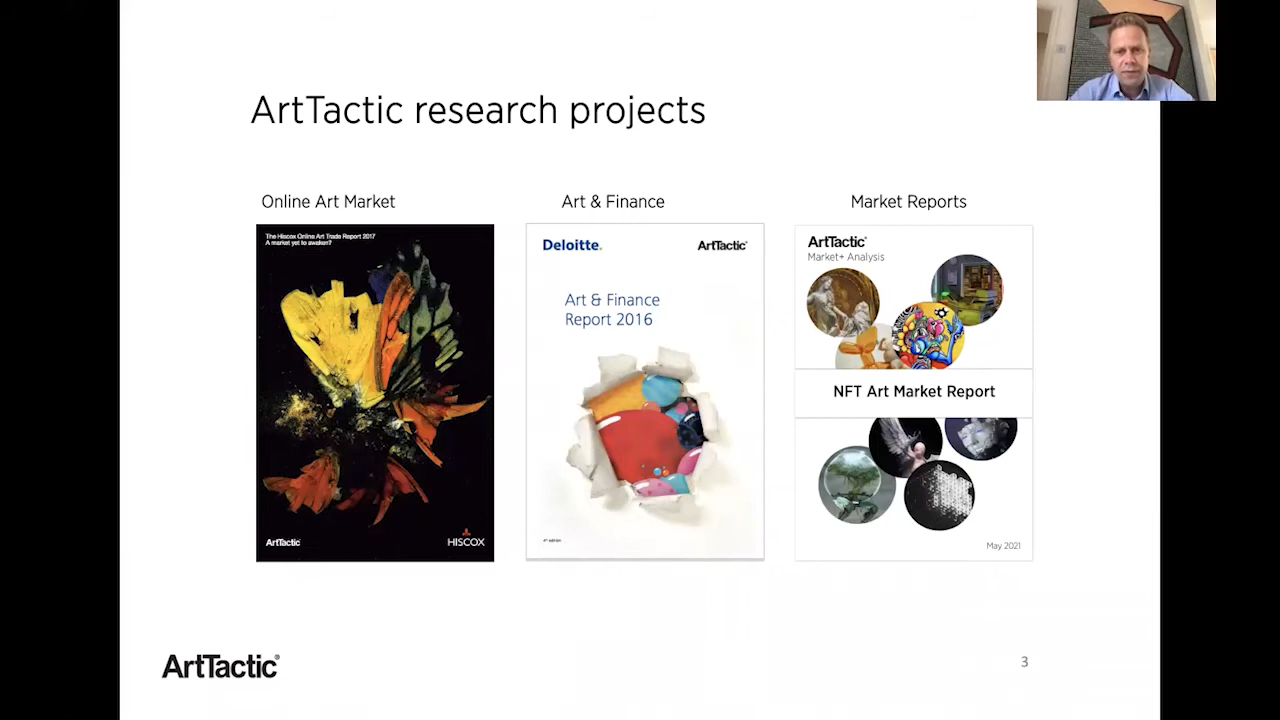 ArtTactic research projects
Online Art Market
Art & Finance
Market Reports
The Hiscox Online Art Trade Report 2017
A market yet to awaken?
ArtTactic
HISCOX
Deloitte.
ArtTactic®
Art & Finance
Report 2016
4th edition
ArtTactic®
Market+ Analysis
NFT Art Market Report
May 2021
ArtTactic®
3